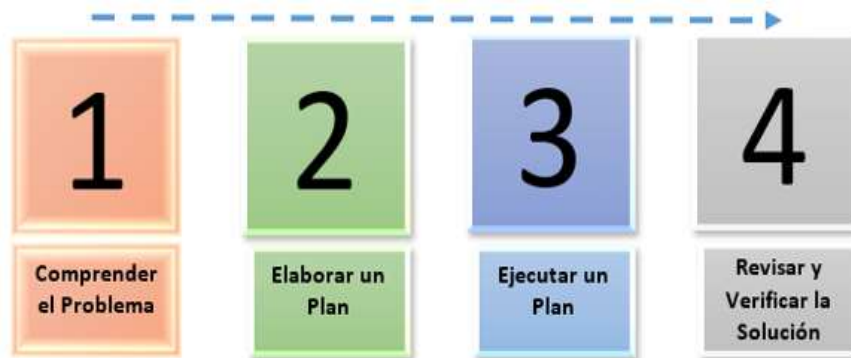 1
2
3
4
Comprender
el Problema
Elaborar un
Plan
Ejecutar un
Plan
Revisar y
Verificar la
Solución